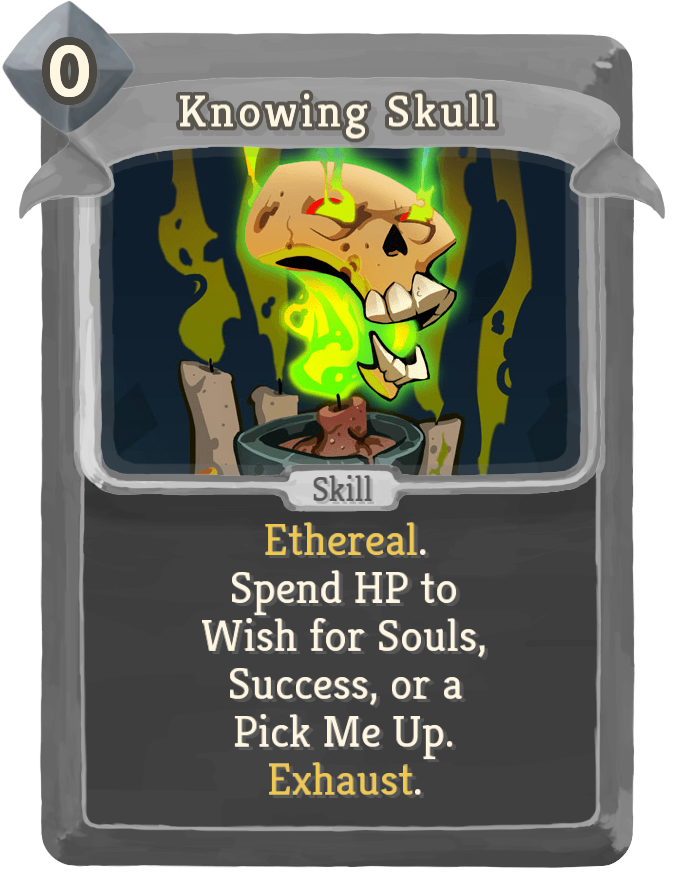 0
Knowing Skull
Skill
Ethereal.
Spend HP to
Wish for Souls,
Success, or a
Pick Me Up.
Exhaust.